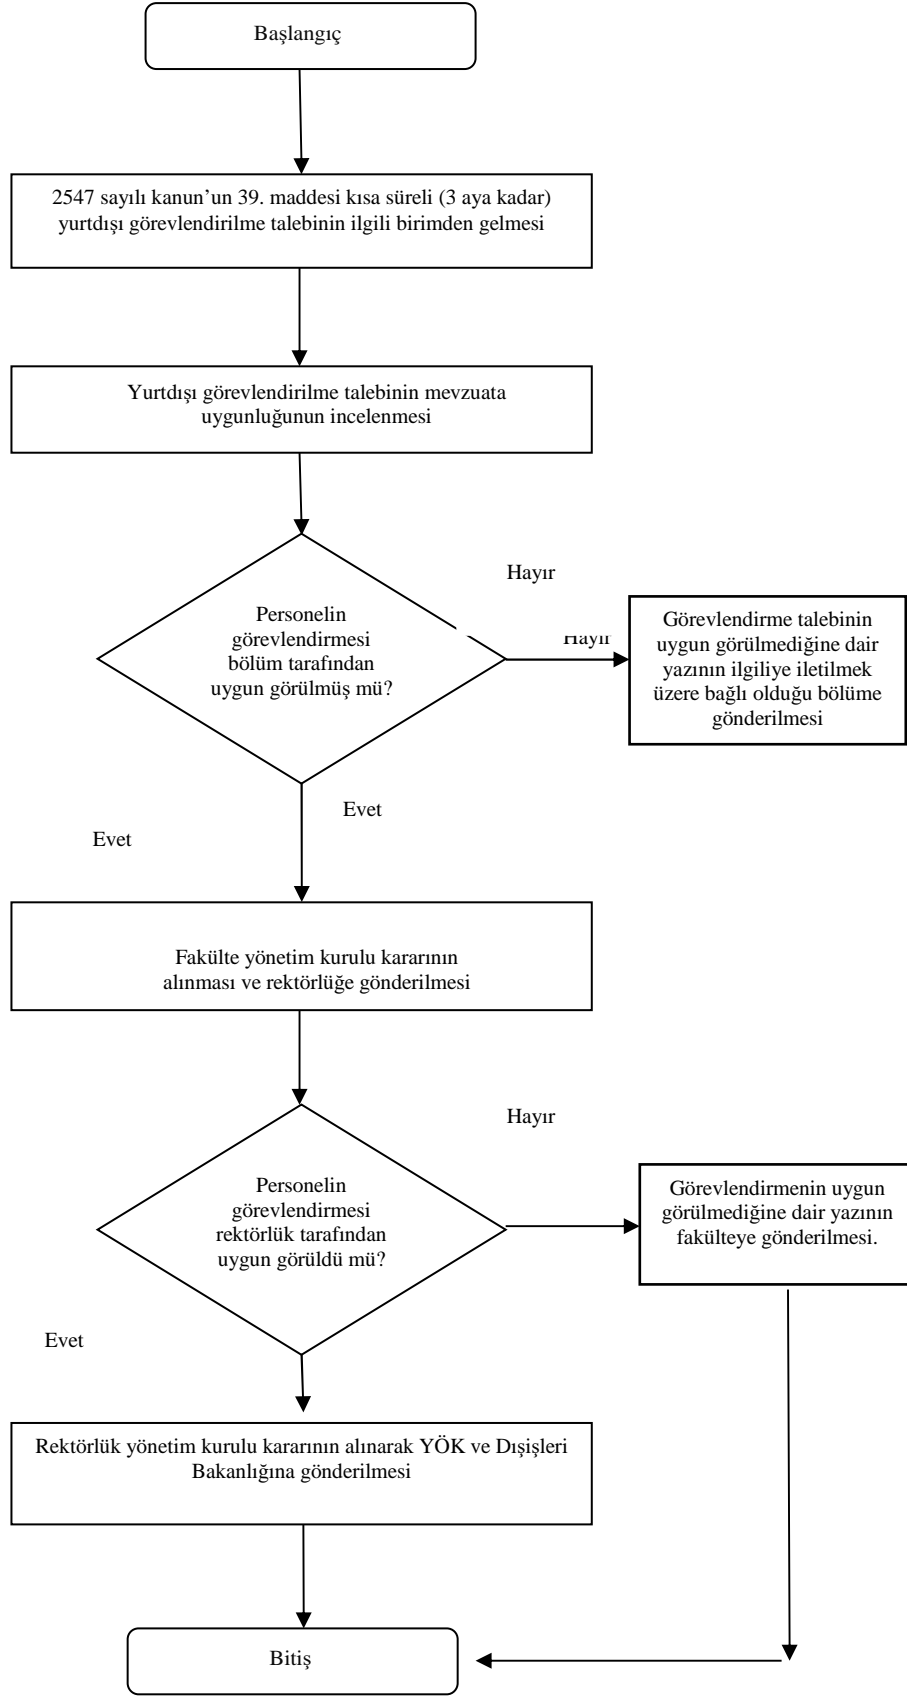 Başlangıç
2547 sayılı kanun’un 39. maddesi kısa süreli (3 aya kadar)
yurtdışı görevlendirilme talebinin ilgili birimden gelmesi
Yurtdışı görevlendirilme talebinin mevzuata
uygunluğunun incelenmesi
Personelin
görevlendirmesi
bölüm tarafından
uygun görülmüş mü?
Hayır
Hayır
Görevlendirme talebinin
uygun görülmediğine dair
yazının ilgiliye iletilmek
üzere bağlı olduğu bölüme
gönderilmesi
Evet
Evet
Fakülte yönetim kurulu kararının
alınması ve rektörlüğe gönderilmesi
Hayır
Personelin
görevlendirmesi
rektörlük tarafından
uygun görüldü mü?
Görevlendirmenin uygun
görülmediğine dair yazının
fakülteye gönderilmesi.
Evet
Rektörlük yönetim kurulu kararının alınarak YÖK ve Dışişleri
Bakanlığına gönderilmesi
Bitiş